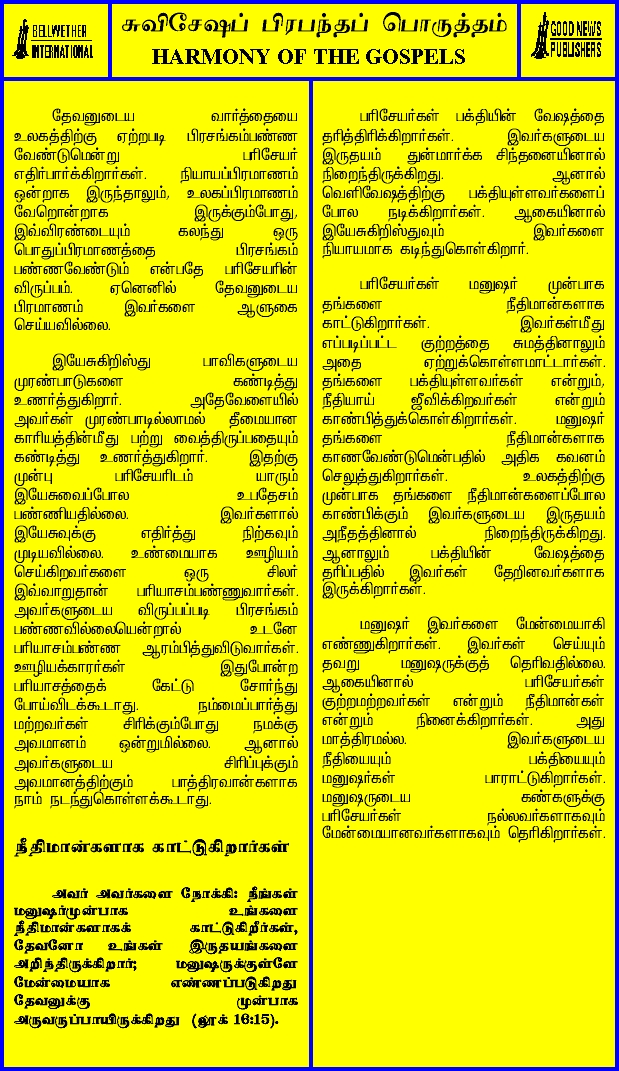 BELLWETHER
INTERNATIONAL
சுவிசேஷப் பிரபந்தப் பொருத்தம்
HARMONY OF THE GOSPELS
GOOD NEWS
PUBLISHERS
தேவனுடைய வார்த்தையை
உலகத்திற்கு ஏற்றபடி பிரசங்கம்பண்ண
வேண்டுமென்று பரிசேயர்
எதிர்பார்க்கிறார்கள். நியாயப்பிரமாணம்
ஒன்றாக இருந்தாலும், உலகப்பிரமாணம்
வேறொன்றாக இருக்கும்போது,
இவ்விரண்டையும் கலந்து ஒரு
பொதுப்பிரமாணத்தை பிரசங்கம்
பண்ணவேண்டும் என்பதே பரிசேயரின்
விருப்பம். ஏனெனில் தேவனுடைய
பிரமாணம் இவர்களை ஆளுகை
செய்யவில்லை.
இயேசுகிறிஸ்து பாவிகளுடைய
முரண்பாடுகளை கண்டித்து
உணர்த்துகிறார். அதேவேளையில்
அவர்கள் முரண்பாடில்லாமல் தீமையான
காரியத்தின்மீது பற்று வைத்திருப்பதையும்
கண்டித்து உணர்த்துகிறார். இதற்கு
முன்பு பரிசேயரிடம் யாரும்
இயேசுவைப்போல உபதேசம்
பண்ணியதில்லை. இவர்களால்
இயேசுவுக்கு எதிர்த்து நிற்கவும்
முடியவில்லை. உண்மையாக ஊழியம்
செய்கிறவர்களை ஒரு சிலர்
இவ்வாறுதான் பரியாசம்பண்ணுவார்கள்.
அவர்களுடைய விருப்பப்படி பிரசங்கம்
பண்ணவில்லையென்றால் உடனே
பரியாசம்பண்ண ஆரம்பித்துவிடுவார்கள்.
ஊழியக்காரர்கள் இதுபோன்ற
பரியாசத்தைக் கேட்டு சோர்ந்து
போய்விடக்கூடாது. நம்மைப்பார்த்து
மற்றவர்கள் சிரிக்கும்போது நமக்கு
அவமானம் ஒன்றுமில்லை. ஆனால்
அவர்களுடைய சிரிப்புக்கும்
அவமானத்திற்கும் பாத்திரவான்களாக
நாம் நடந்துகொள்ளக்கூடாது.
நீதிமான்களாக காட்டுகிறார்கள்
அவர் அவர்களை நோக்கி: நீங்கள்
மனுஷர்முன்பாக உங்களை
நீதிமான்களாகக் காட்டுகிறீர்கள்,
தேவனோ உங்கள் இருதயங்களை
அறிந்திருக்கிறார்; மனுஷருக்குள்ளே
மேன்மையாக எண்ணப்படுகிறது
தேவனுக்கு முன்பாக
அருவருப்பாயிருக்கிறது (லூக் 16:15).
பரிசேயர்கள் பக்தியின் வேஷத்தை
தரித்திரிக்கிறார்கள். இவர்களுடைய
இருதயம் துன்மார்க்க சிந்தனையினால்
நிறைந்திருக்கிறது. ஆனால்
வெளிவேஷத்திற்கு பக்தியுள்ளவர்களைப்
போல நடிக்கிறார்கள். ஆகையினால்
இயேசுகிறிஸ்துவும் இவர்களை
நியாயமாக கடிந்துகொள்கிறார்.
பரிசேயர்கள் மனுஷர் முன்பாக
தங்களை நீதிமான்களாக
காட்டுகிறார்கள். இவர்கள்மீது
எப்படிப்பட்ட குற்றத்தை சுமத்தினாலும்
அதை ஏற்றுக்கொள்ளமாட்டார்கள்.
தங்களை பக்தியுள்ளவர்கள் என்றும்,
நீதியாய் ஜீவிக்கிறவர்கள் என்றும்
காண்பித்துக்கொள்கிறார்கள். மனுஷர்
தங்களை நீதிமான்களாக
காணவேண்டுமென்பதில் அதிக கவனம்
செலுத்துகிறார்கள். உலகத்திற்கு
முன்பாக தங்களை நீதிமான்களைப்போல
காண்பிக்கும் இவர்களுடைய இருதயம்
அநீதத்தினால் நிறைந்திருக்கிறது.
ஆனாலும் பக்தியின் வேஷத்தை
தரிப்பதில் இவர்கள் தேறினவர்களாக
இருக்கிறார்கள்.
மனுஷர் இவர்களை மேன்மையாகி
எண்ணுகிறார்கள். இவர்கள் செய்யும்
தவறு மனுஷருக்குத் தெரிவதில்லை.
ஆகையினால் பரிசேயர்கள்
குற்றமற்றவர்கள் என்றும் நீதிமான்கள்
என்றும் நினைக்கிறார்கள். அது
மாத்திரமல்ல. இவர்களுடைய
நீதியையும் பக்தியையும்
மனுஷர்கள் பாராட்டுகிறார்கள்.
மனுஷருடைய கண்களுக்கு
பரிசேயர்கள் நல்லவர்களாகவும்
மேன்மையானவர்களாகவும் தெரிகிறார்கள்.